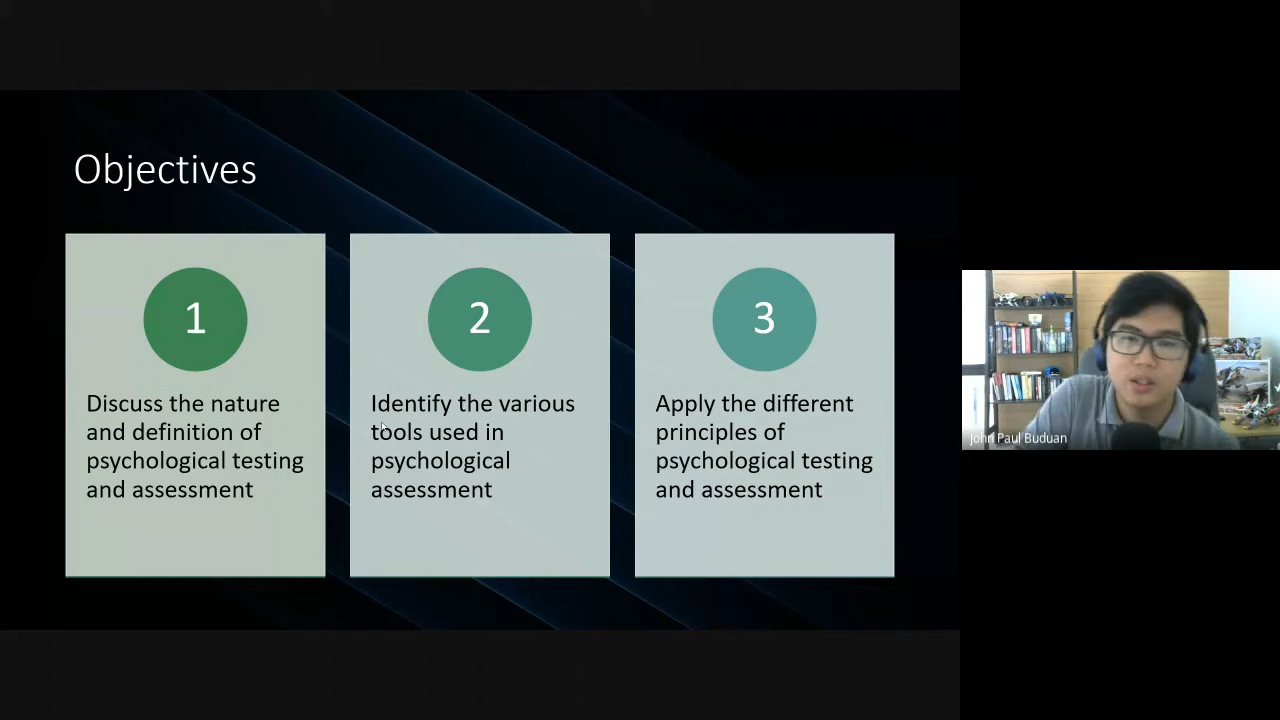 Objectives
1
Discuss the nature
and definition of
psychological testing
and assessment
2
Identify the various
tools used in
psychological
assessment
3
Apply the different
principles of
psychological testing
and assessment
John Paul Buduan